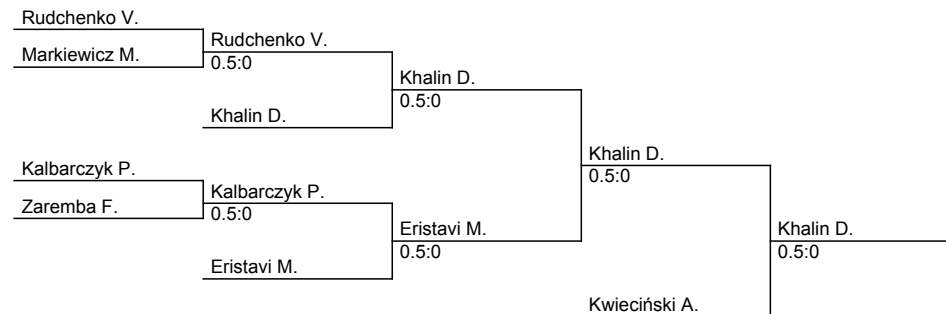 Rudchenko V.
Markiewicz M.
Rudchenko V.
0.5:0
Khalin D.
Khalin D.
0.5:0
Kalbarczyk P.
Zaremba F.
Kalbarczyk P.
0.5:0
Eristavi M.
Eristavi M.
0.5:0
Khalin D.
0.5:0
Kwieciński A.
Khalin D.
0.5:0